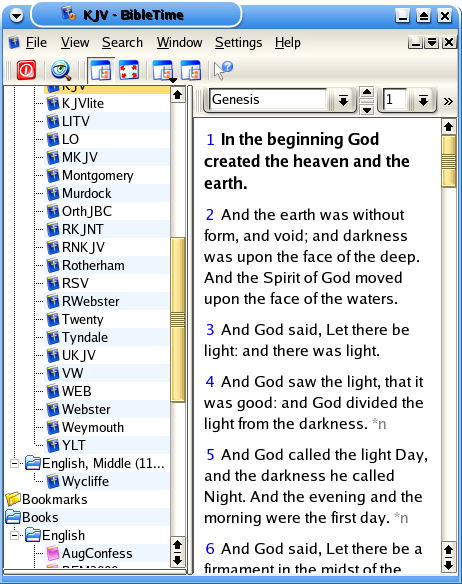 KJV - BibleTime
File View Search Window Settings Help
KJV
KJVlite
LITV
LO
MKJV
Montgomery
Murdock
OrthJBC
RKJNT
RNKJV
Rotherham
RSV
RWebster
Twenty
Tyndale
UKJV
VW
WEB
Webster
Weymouth
YLT
English, Middle (11...
Wycliffe
Bookmarks
Books
English
AugConfess
Genesis 1 »
1 In the beginning God
created the heaven and the
earth.
2 And the earth was without
form, and void; and darkness
was upon the face of the deep.
And the Spirit of God moved
upon the face of the waters.
3 And God said, Let there be
light: and there was light.
4 And God saw the light, that it
was good: and God divided the
light from the darkness. *n
5 And God called the light Day,
and the darkness he called
Night. And the evening and the
morning were the first day. *n
6 And God said, Let there be a
firmament in the midst of the